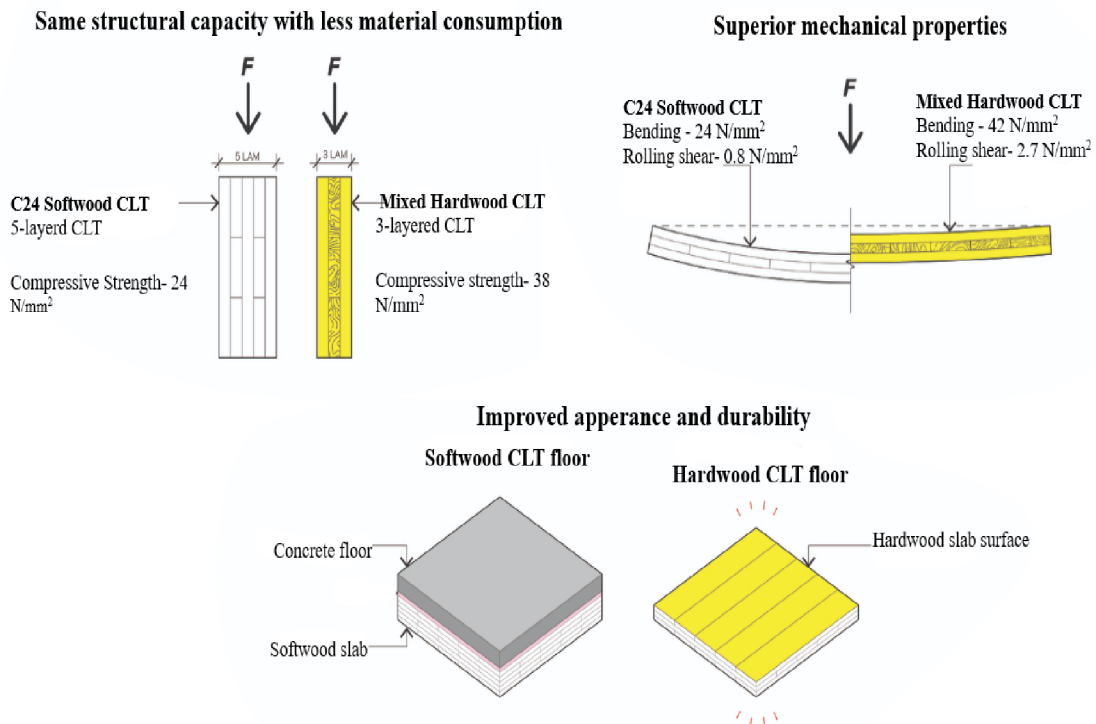 Same structural capacity with less material consumption
F
F
5 LAM
3 LAM
C24 Softwood CLT
5-layerd CLT
Compressive Strength- 24
N/mm²
Mixed Hardwood CLT
3-layered CLT
Compressive strength- 38
N/mm²
Superior mechanical properties
F
C24 Softwood CLT
Bending - 24 N/mm²
Rolling shear- 0.8 N/mm²
Mixed Hardwood CLT
Bending - 42 N/mm²
Rolling shear- 2.7 N/mm²
Improved apperance and durability
Softwood CLT floor
Concrete floor
Softwood slab
Hardwood CLT floor
Hardwood slab surface